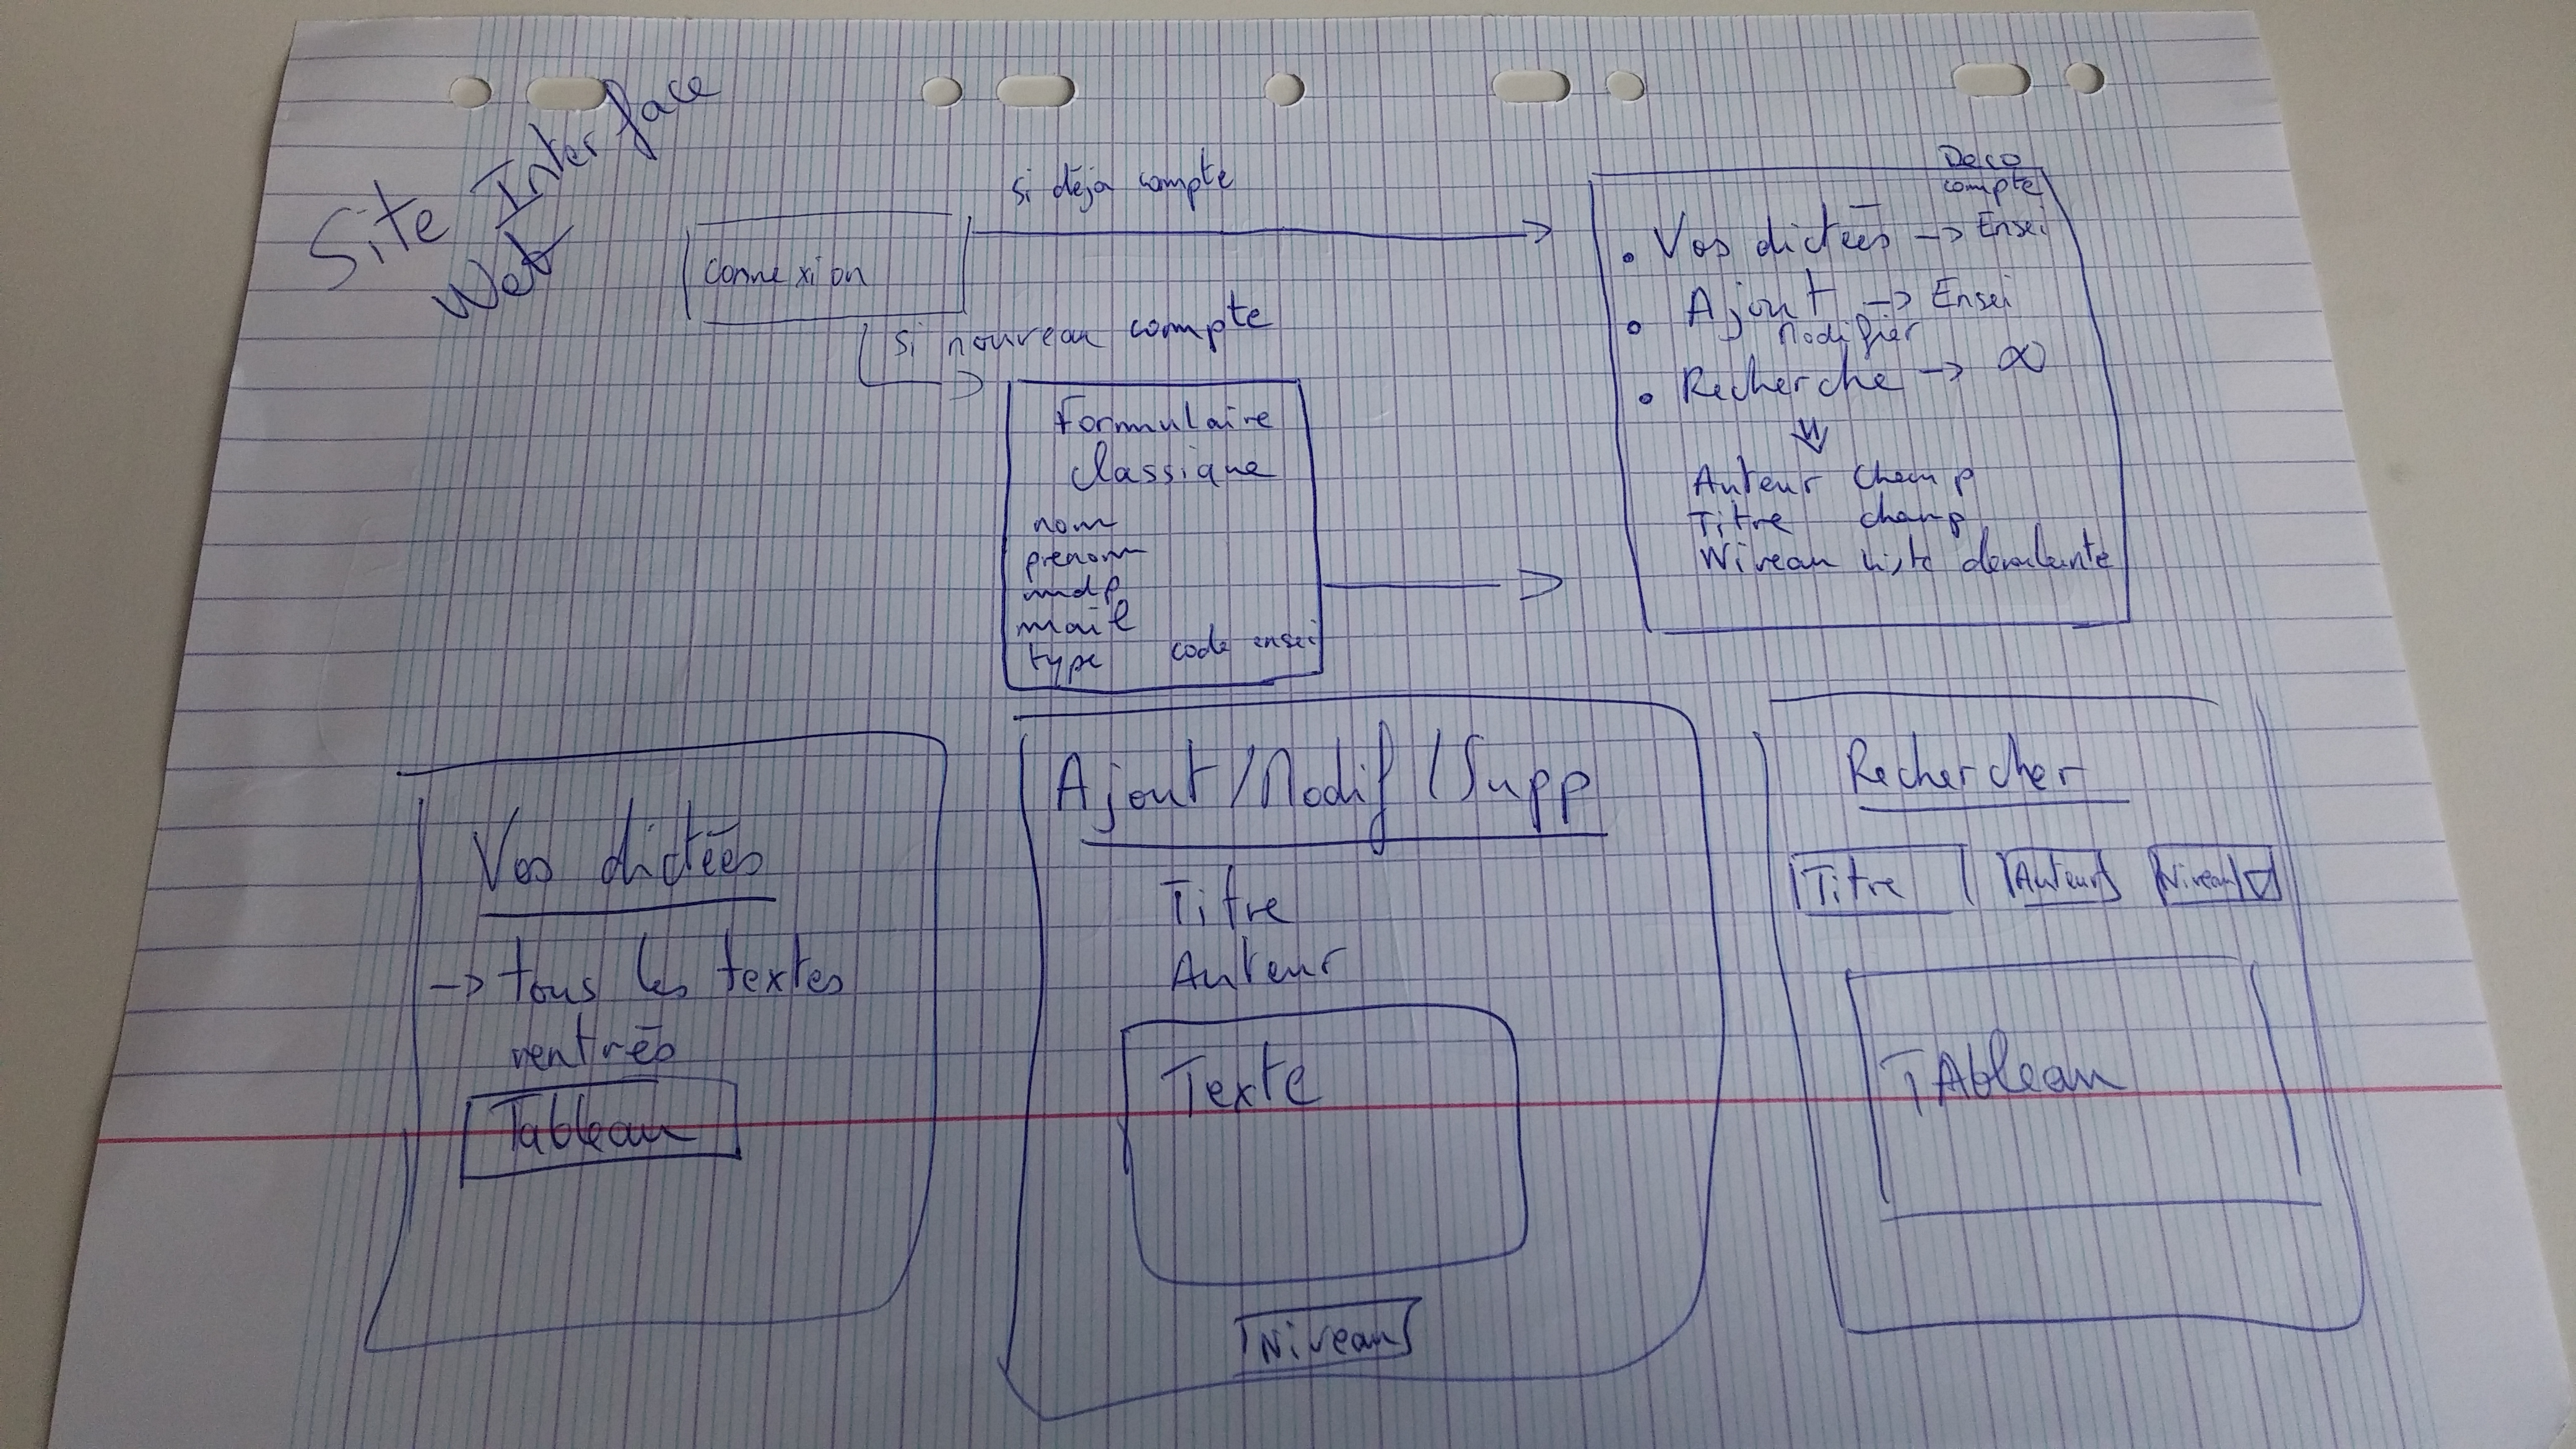 Site Interface
Web
connexion
si déja compte
si nouveau compte
Formulaire
Classique
nom
prenom
mdp
mail
type code ensei
Deco
compte
• Vos dictées -> Ensei
• Ajout -> Ensei
Modifier
• Recherche -> ∞
Auteur champ
Titre champ
Niveau liste deroulante
Vos dictées
-> tous les textes
rentrés
Tableau
Ajout/Modif/Supp
Titre
Auteur
Texte
Niveau
Rechercher
Titre Auteur Niveau
TAbleau